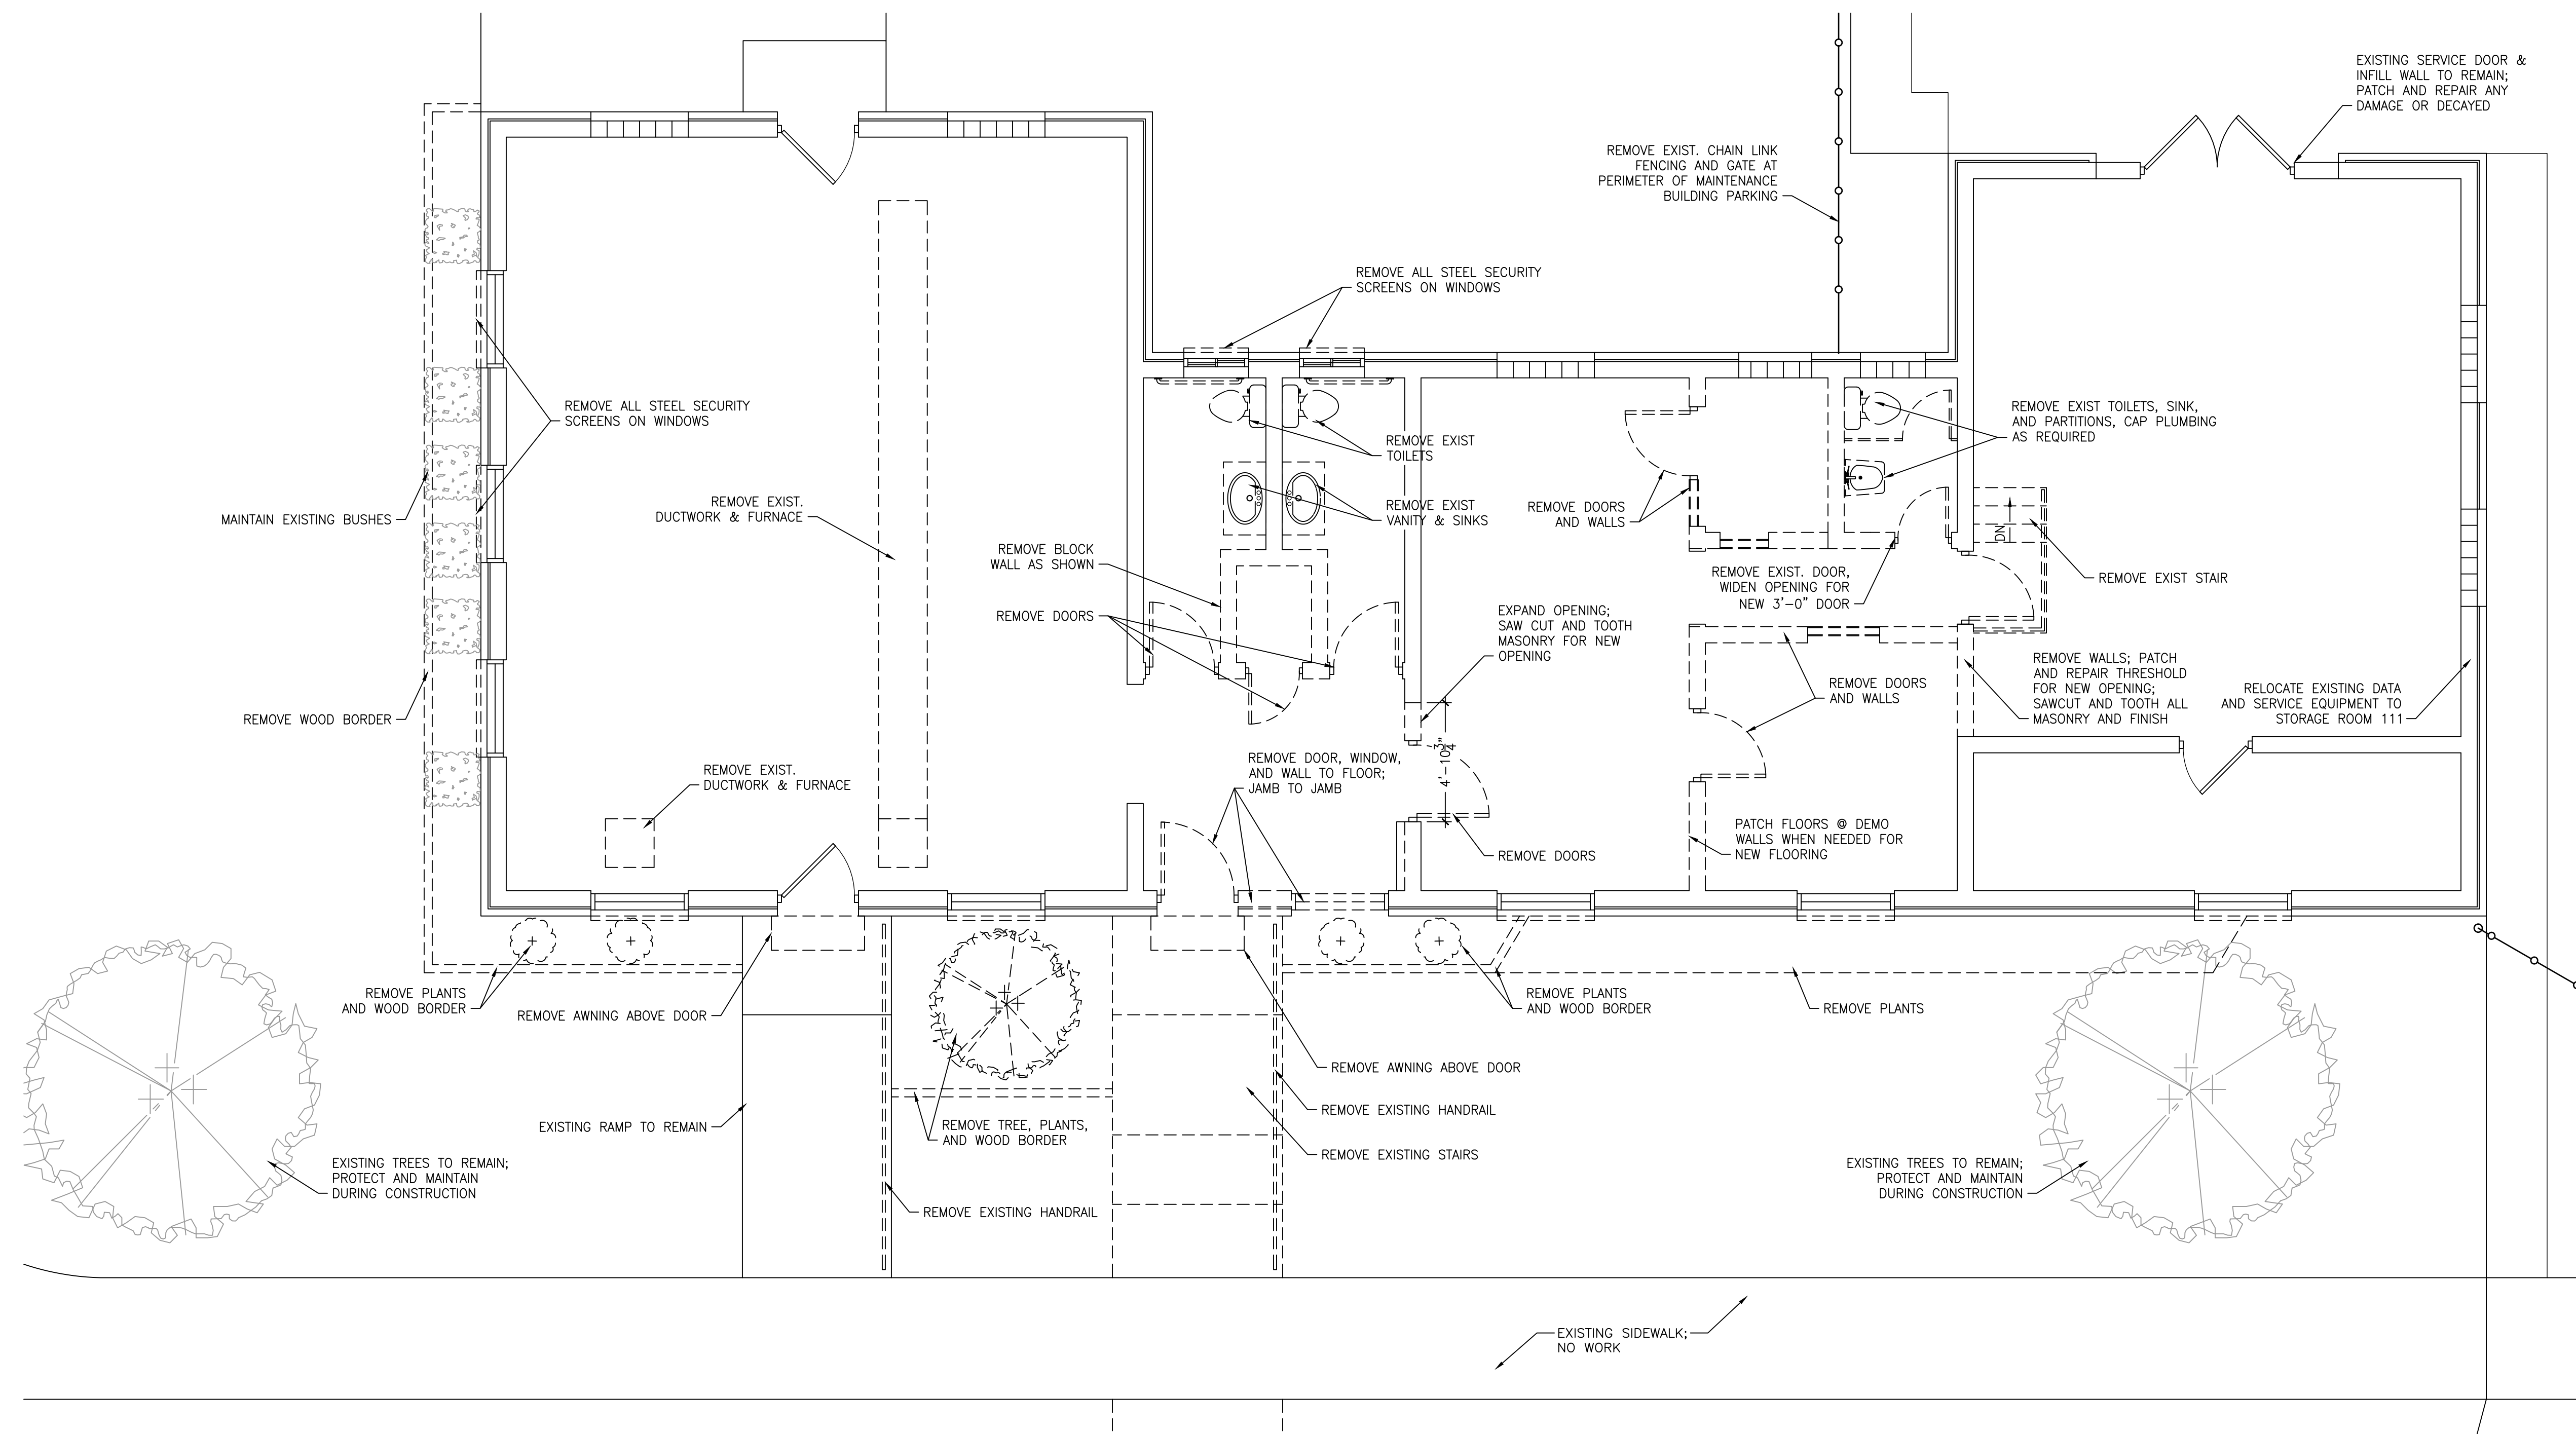 EXISTING SERVICE DOOR &
INFILL WALL TO REMAIN;
PATCH AND REPAIR ANY
DAMAGE OR DECAYED
REMOVE EXIST. CHAIN LINK
FENCING AND GATE AT
PERIMETER OF MAINTENANCE
BUILDING PARKING
REMOVE ALL STEEL SECURITY
SCREENS ON WINDOWS
REMOVE ALL STEEL SECURITY
SCREENS ON WINDOWS
REMOVE EXIST TOILETS, SINK,
AND PARTITIONS, CAP PLUMBING
AS REQUIRED
REMOVE EXIST
TOILETS
REMOVE EXIST.
DUCTWORK & FURNACE
REMOVE EXIST
VANITY & SINKS
REMOVE DOORS
AND WALLS
MAINTAIN EXISTING BUSHES
DN
REMOVE BLOCK
WALL AS SHOWN
REMOVE EXIST. DOOR,
WIDEN OPENING FOR
NEW 3'-0" DOOR
REMOVE EXIST STAIR
REMOVE DOORS
EXPAND OPENING;
SAW CUT AND TOOTH
MASONRY FOR NEW
OPENING
REMOVE WALLS; PATCH
AND REPAIR THRESHOLD
FOR NEW OPENING;
SAWCUT AND TOOTH ALL
MASONRY AND FINISH
RELOCATE EXISTING DATA
AND SERVICE EQUIPMENT TO
STORAGE ROOM 111
REMOVE DOORS
AND WALLS
REMOVE WOOD BORDER
4'-10 3/4"
REMOVE DOOR, WINDOW,
AND WALL TO FLOOR;
JAMB TO JAMB
REMOVE EXIST.
DUCTWORK & FURNACE
PATCH FLOORS @ DEMO
WALLS WHEN NEEDED FOR
NEW FLOORING
REMOVE DOORS
REMOVE PLANTS
AND WOOD BORDER
REMOVE AWNING ABOVE DOOR
REMOVE PLANTS
AND WOOD BORDER
REMOVE PLANTS
REMOVE AWNING ABOVE DOOR
REMOVE EXISTING HANDRAIL
EXISTING RAMP TO REMAIN
REMOVE TREE, PLANTS,
AND WOOD BORDER
REMOVE EXISTING STAIRS
EXISTING TREES TO REMAIN;
PROTECT AND MAINTAIN
DURING CONSTRUCTION
EXISTING TREES TO REMAIN;
PROTECT AND MAINTAIN
DURING CONSTRUCTION
REMOVE EXISTING HANDRAIL
EXISTING SIDEWALK;
NO WORK